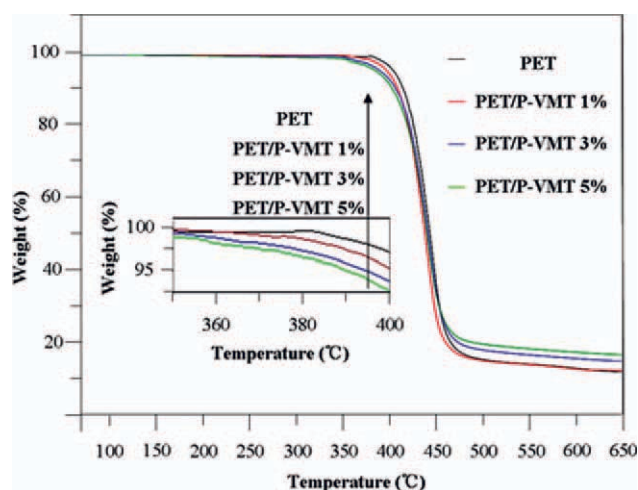 100
80
60
40
20
Weight (%)
PET
PET/P-VMT 1%
PET/P-VMT 3%
PET/P-VMT 5%
PET
PET/P-VMT 1%
PET/P-VMT 3%
PET/P-VMT 5%
100
95
Weight (%)
360 380 400
Temperature (℃)
100 150 200 250 300 350 400 450 500 550 600 650
Temperature (℃)